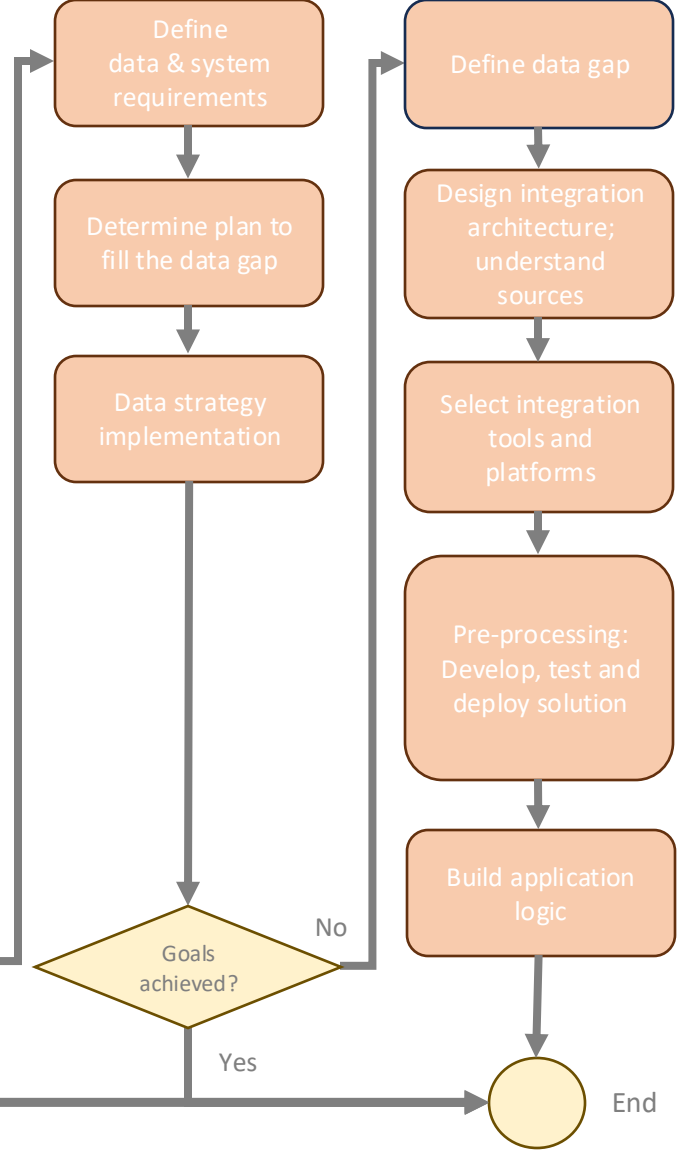 Define
data & system
requirements
Determine plan to
fill the data gap
Data strategy
implementation
Goals
achieved?
No
Yes
Define data gap
Design integration
architecture;
understand
sources
Select integration
tools and
platforms
Pre-processing:
Develop, test and
deploy solution
Build application
logic
End